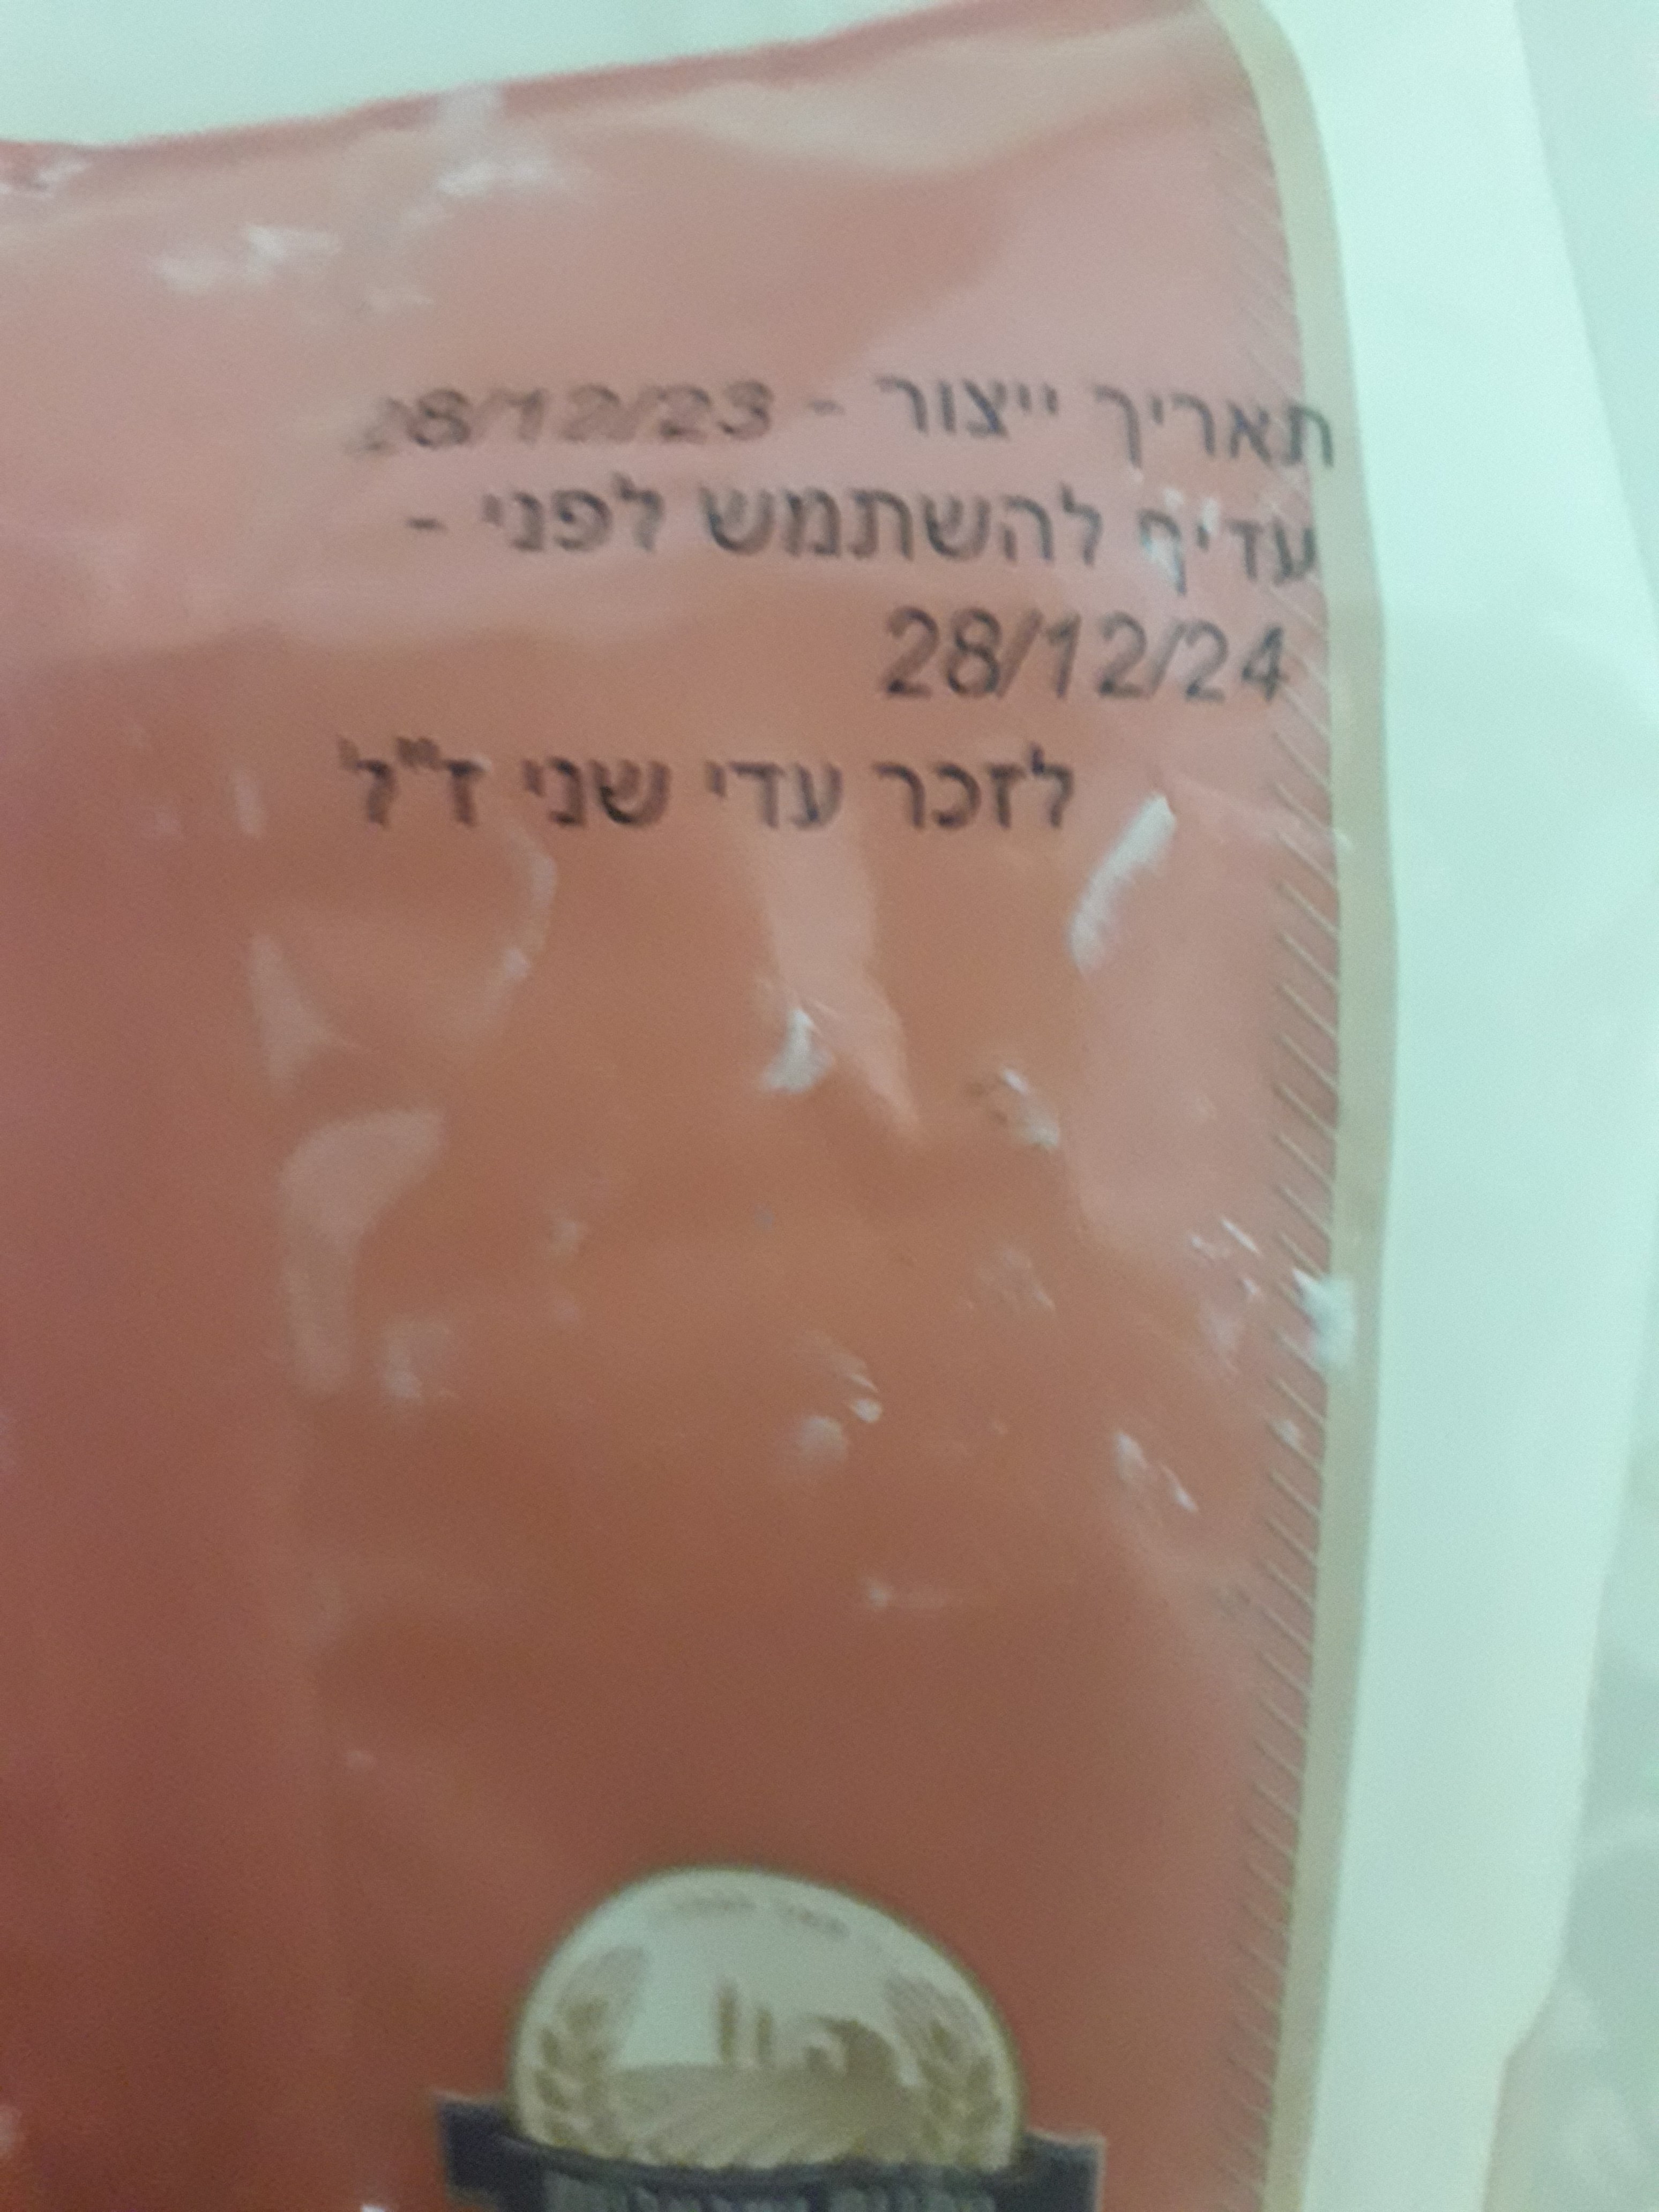 תאריך ייצור - 28/12/23
עדיף להשתמש לפני -
28/12/24
לזכר עדי שני ז"ל